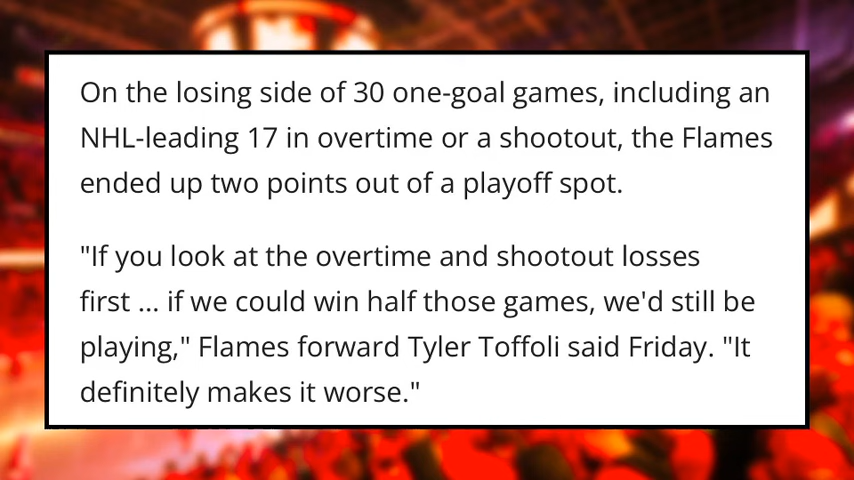 On the losing side of 30 one-goal games, including an
NHL-leading 17 in overtime or a shootout, the Flames
ended up two points out of a playoff spot.
"If you look at the overtime and shootout losses
first ... if we could win half those games, we'd still be
playing," Flames forward Tyler Toffoli said Friday. "It
definitely makes it worse."